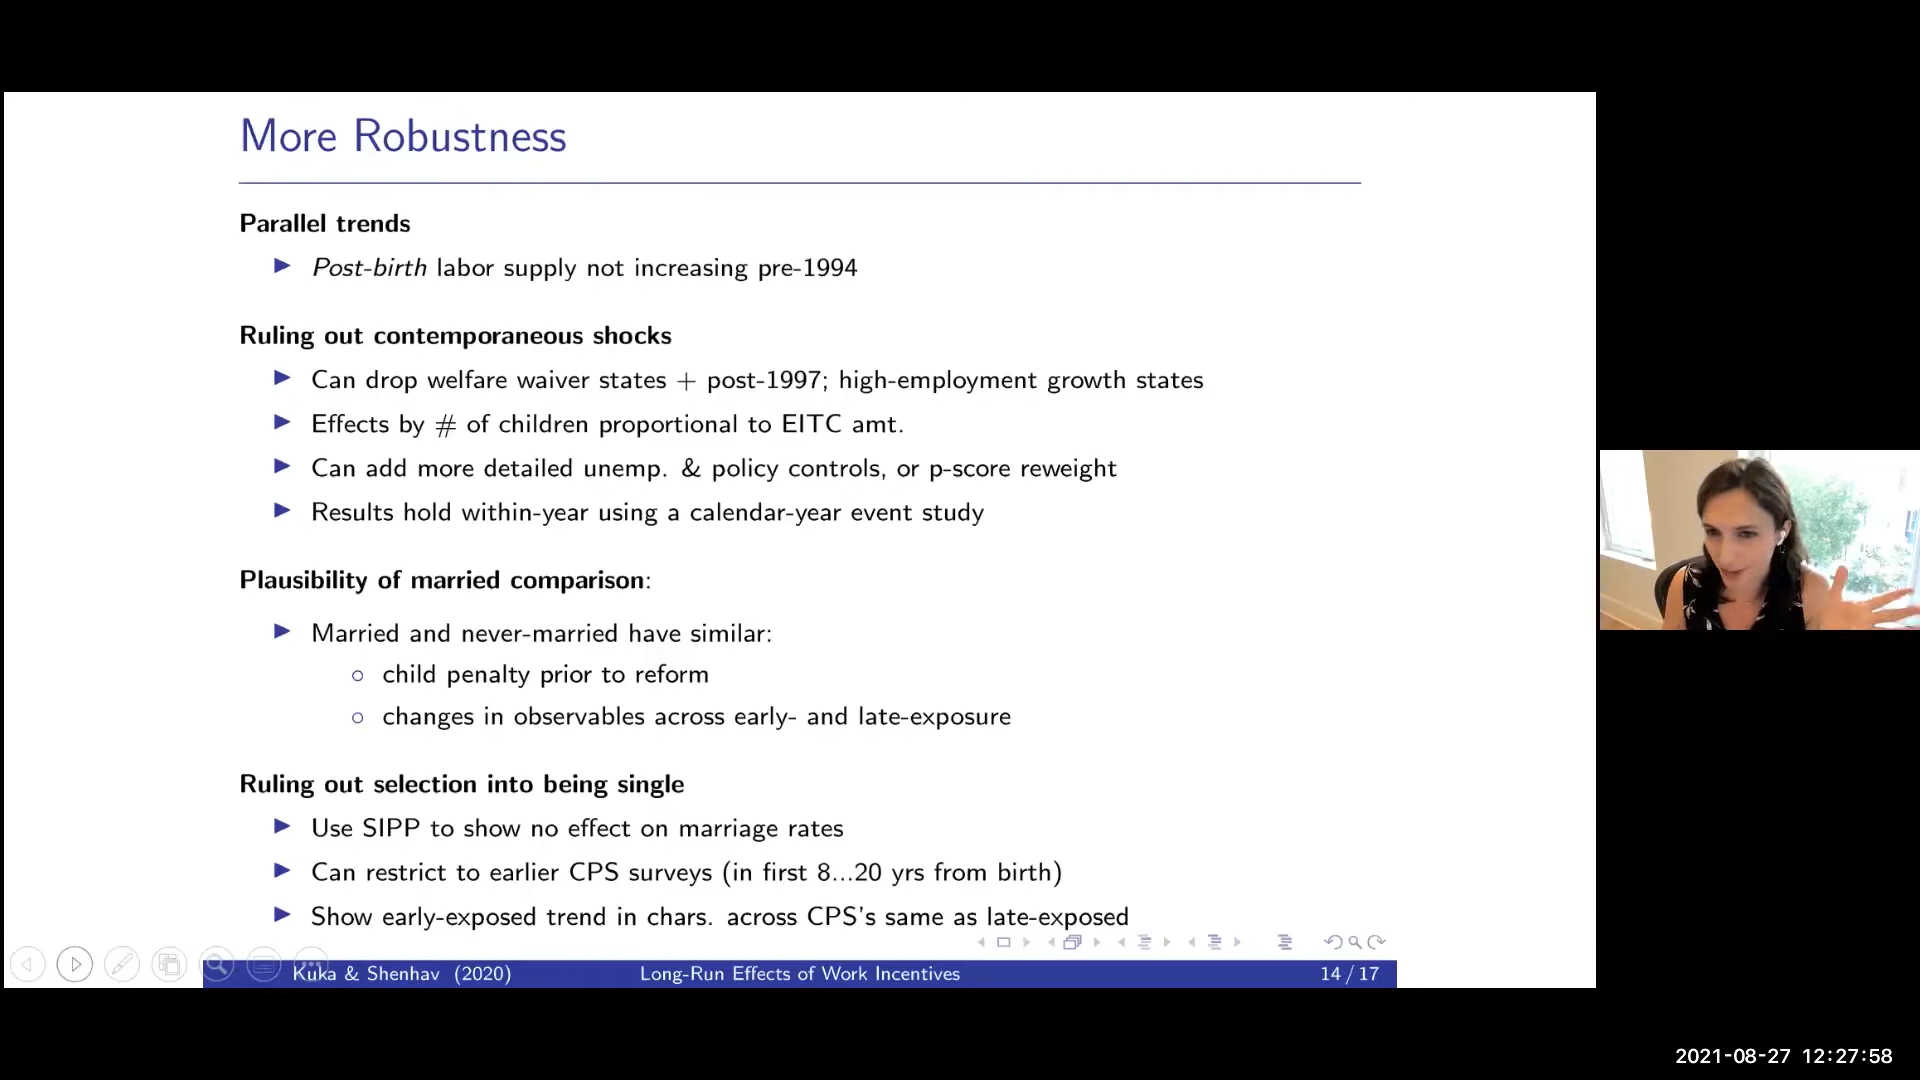 More Robustness
Parallel trends
Post-birth labor supply not increasing pre-1994
Ruling out contemporaneous shocks
Can drop welfare waiver states + post-1997; high-employment growth states
Effects by # of children proportional to EITC amt.
Can add more detailed unemp. & policy controls, or p-score reweight
Results hold within-year using a calendar-year event study
Plausibility of married comparison:
Married and never-married have similar:
child penalty prior to reform
changes in observables across early- and late-exposure
Ruling out selection into being single
Use SIPP to show no effect on marriage rates
Can restrict to earlier CPS surveys (in first 8...20 yrs from birth)
Show early-exposed trend in chars. across CPS's same as late-exposed
Kuka & Shenhav (2020) Long-Run Effects of Work Incentives 14 / 17
2021-08-27 12:27:58